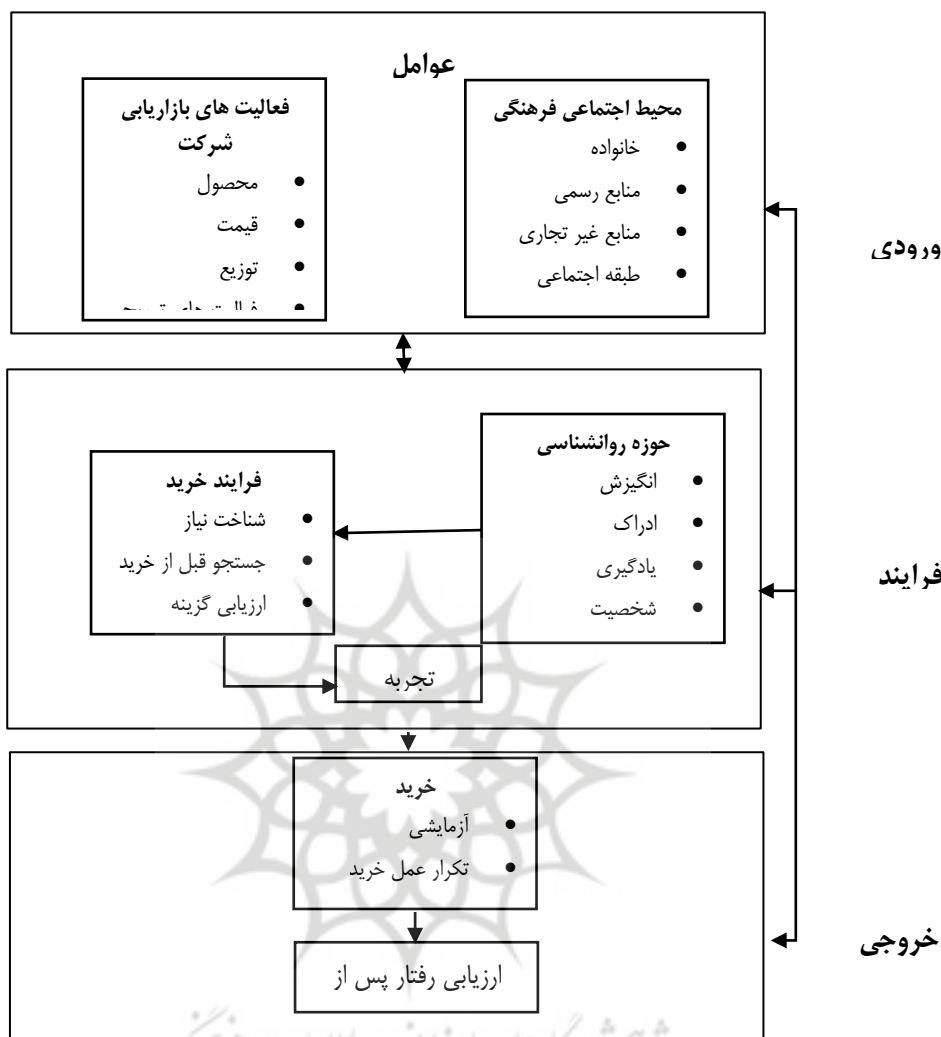 عوامل
محیط اجتماعی فرهنگی
• خانواده
• منابع رسمی
• منابع غیر تجاری
• طبقه اجتماعی
فعالیت های بازاریابی
شرکت
• محصول
• قیمت
• توزیع
ورودی
حوزه روانشناسی
• انگیزش
• ادراک
• یادگیری
• شخصیت
فرایند خرید
• شناخت نیاز
• جستجو قبل از خرید
• ارزیابی گزینه
تجربه
فرایند
خرید
• آزمایشی
• تکرار عمل خرید
ارزیابی رفتار پس از
خروجی